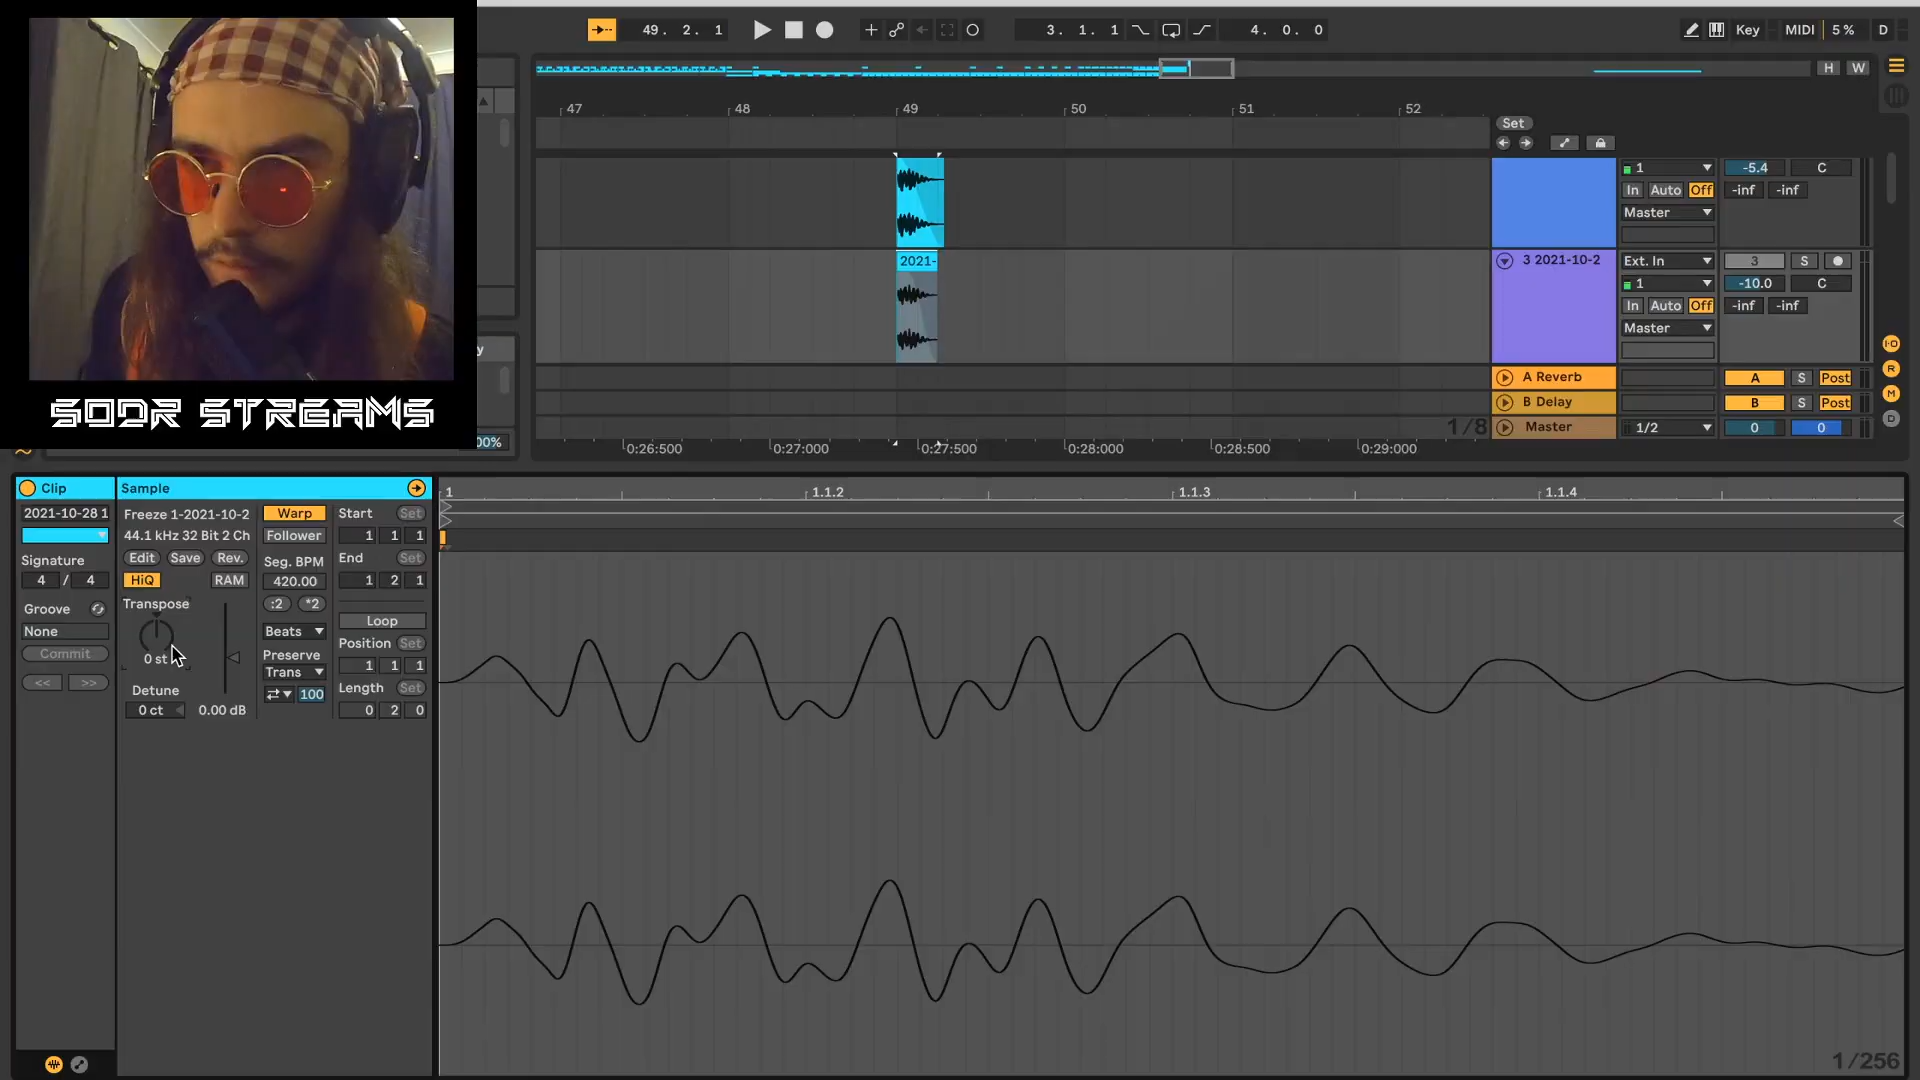 49. 2. 1
3. 1. 1
4. 0. 0
Key
MIDI
5 %
D
H
W
47
48
49
50
51
52
Set
1
-5.4
C
In
Auto
Off
-inf
-inf
Master
2021-
3 2021-10-2
Ext. In
3
S
1
-10.0
C
In
Auto
Off
-inf
-inf
Master
A Reverb
A
S
Post
B Delay
B
S
Post
1/8
Master
1/2
0
0
0:26:500
0:27:000
0:27:500
0:28:000
0:28:500
0:29:000
I·O
R
M
D
SODR STREAMS
00%
y
Clip
2021-10-28 1
Signature
4 / 4
Groove
None
Commit
<<
>>
Sample
Freeze 1-2021-10-2
44.1 kHz 32 Bit 2 Ch
Edit
Save
Rev.
HiQ
RAM
Transpose
0 st
Detune
0 ct
0.00 dB
Warp
Follower
Seg. BPM
420.00
:2
*2
Beats
Preserve
Trans
100
Start
Set
1 1 1
End
Set
1 2 1
Loop
Position
Set
1 1 1
Length
Set
0 2 0
1
1.1.2
1.1.3
1.1.4
1/256